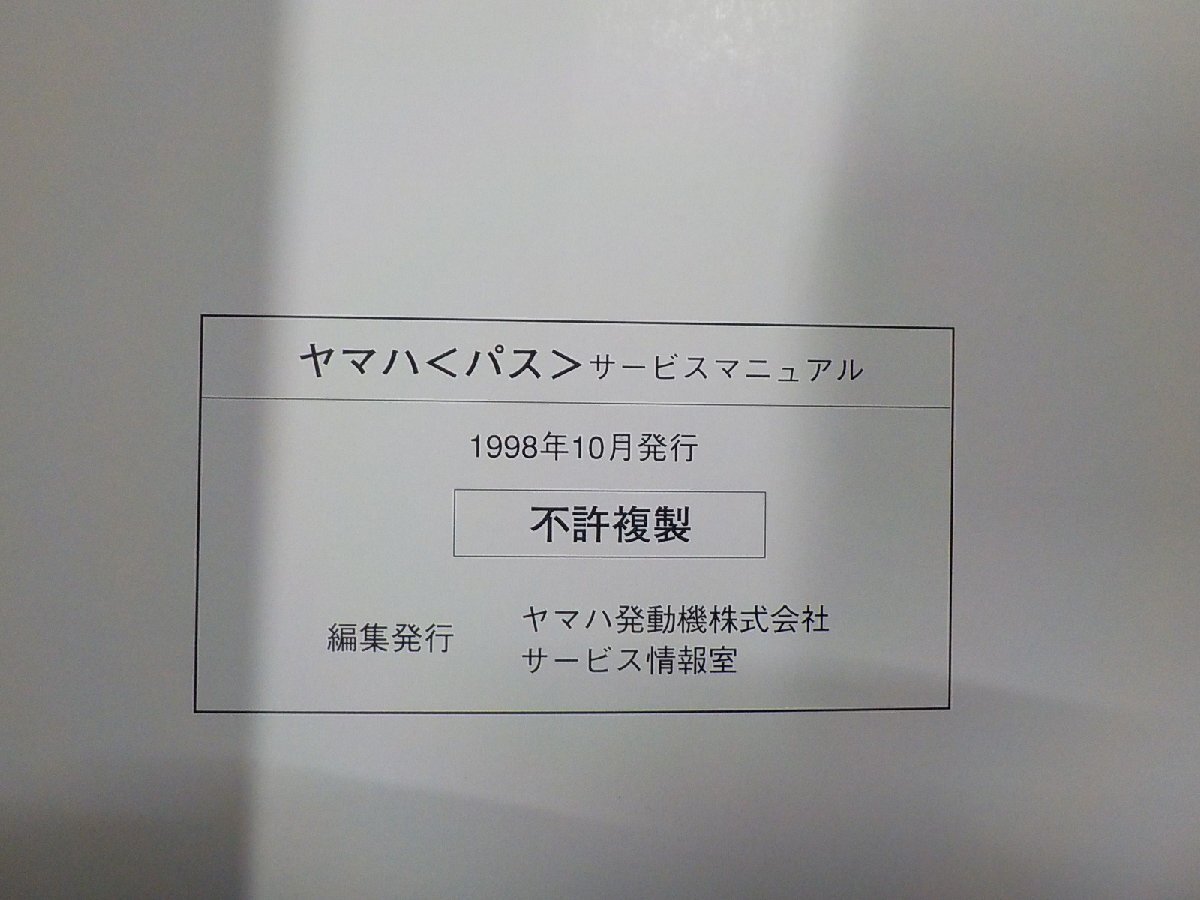 ヤマハ＜パス＞サービスマニュアル
1998年10月発行
不許複製
編集発行 ヤマハ発動機株式会社
サービス情報室